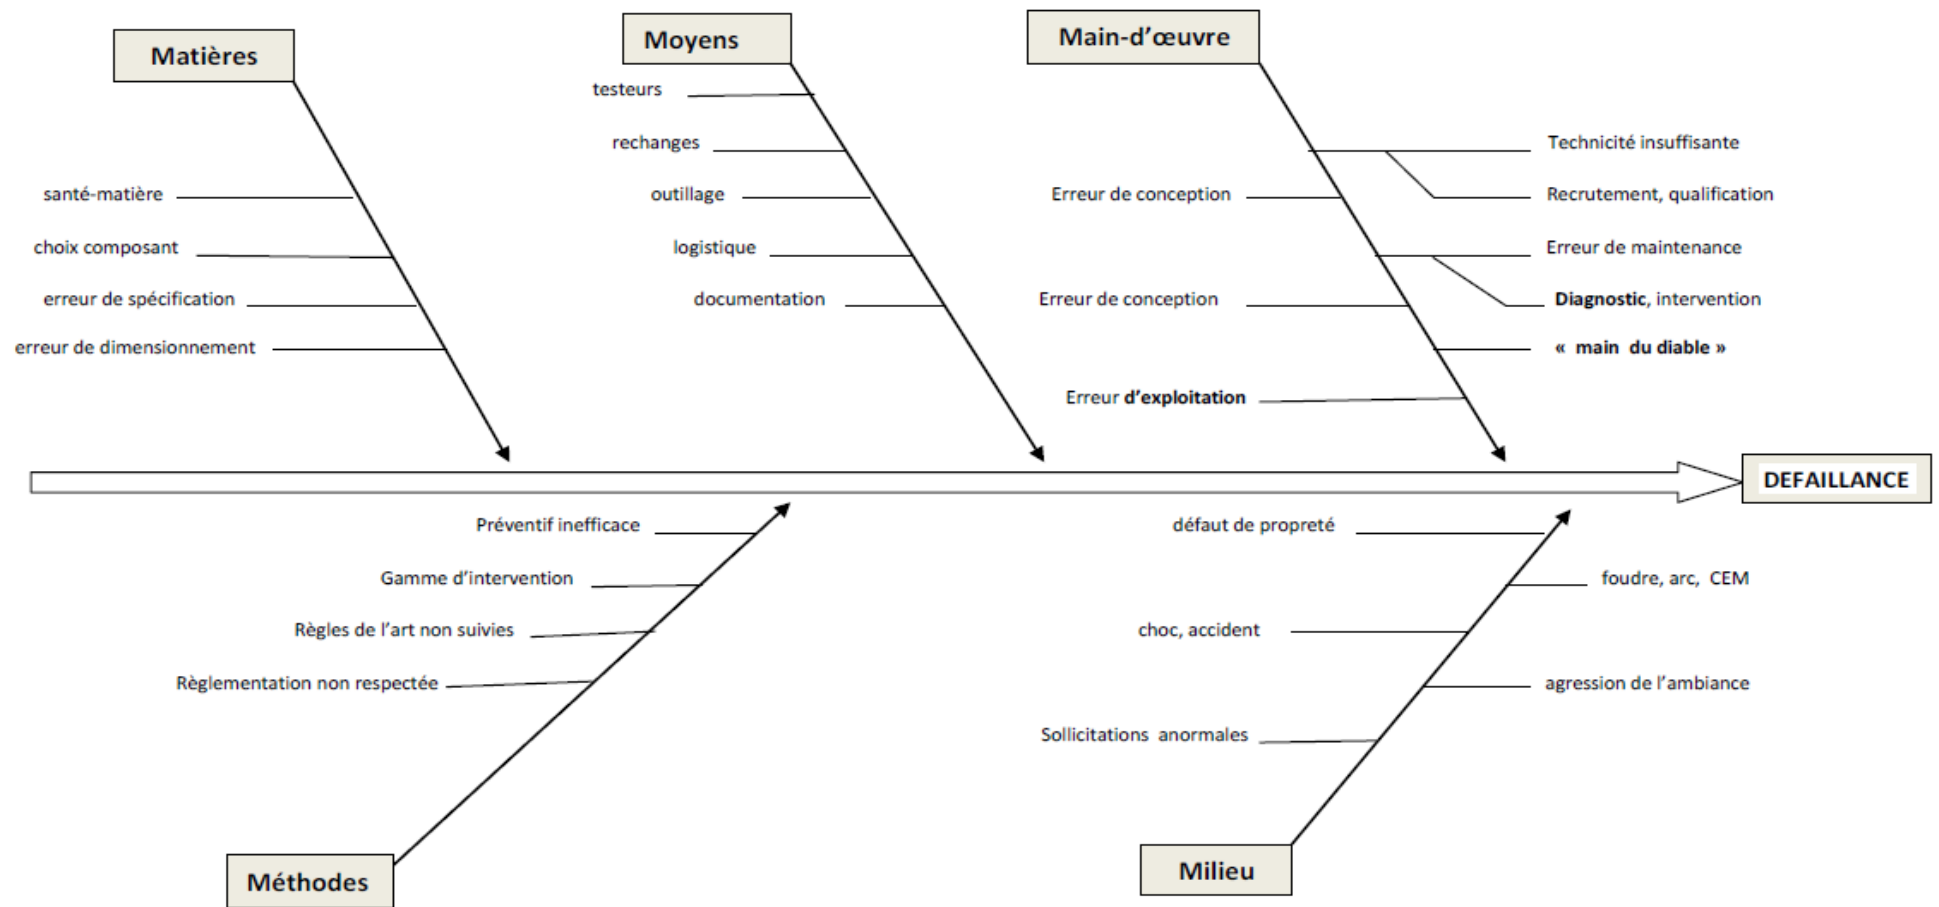 Matières
Moyens
Main-d'œuvre
testeurs
rechanges
outillage
logistique
documentation
santé-matière
choix composant
erreur de spécification
erreur de dimensionnement
Erreur de conception
Erreur de conception
Erreur d'exploitation
Technicité insuffisante
Recrutement, qualification
Erreur de maintenance
Diagnostic, intervention
« main du diable »
DEFAILLANCE
Préventif inefficace
Gamme d'intervention
Règles de l'art non suivies
Règlementation non respectée
défaut de propreté
foudre, arc, CEM
choc, accident
agression de l'ambiance
Sollicitations anormales
Méthodes
Milieu